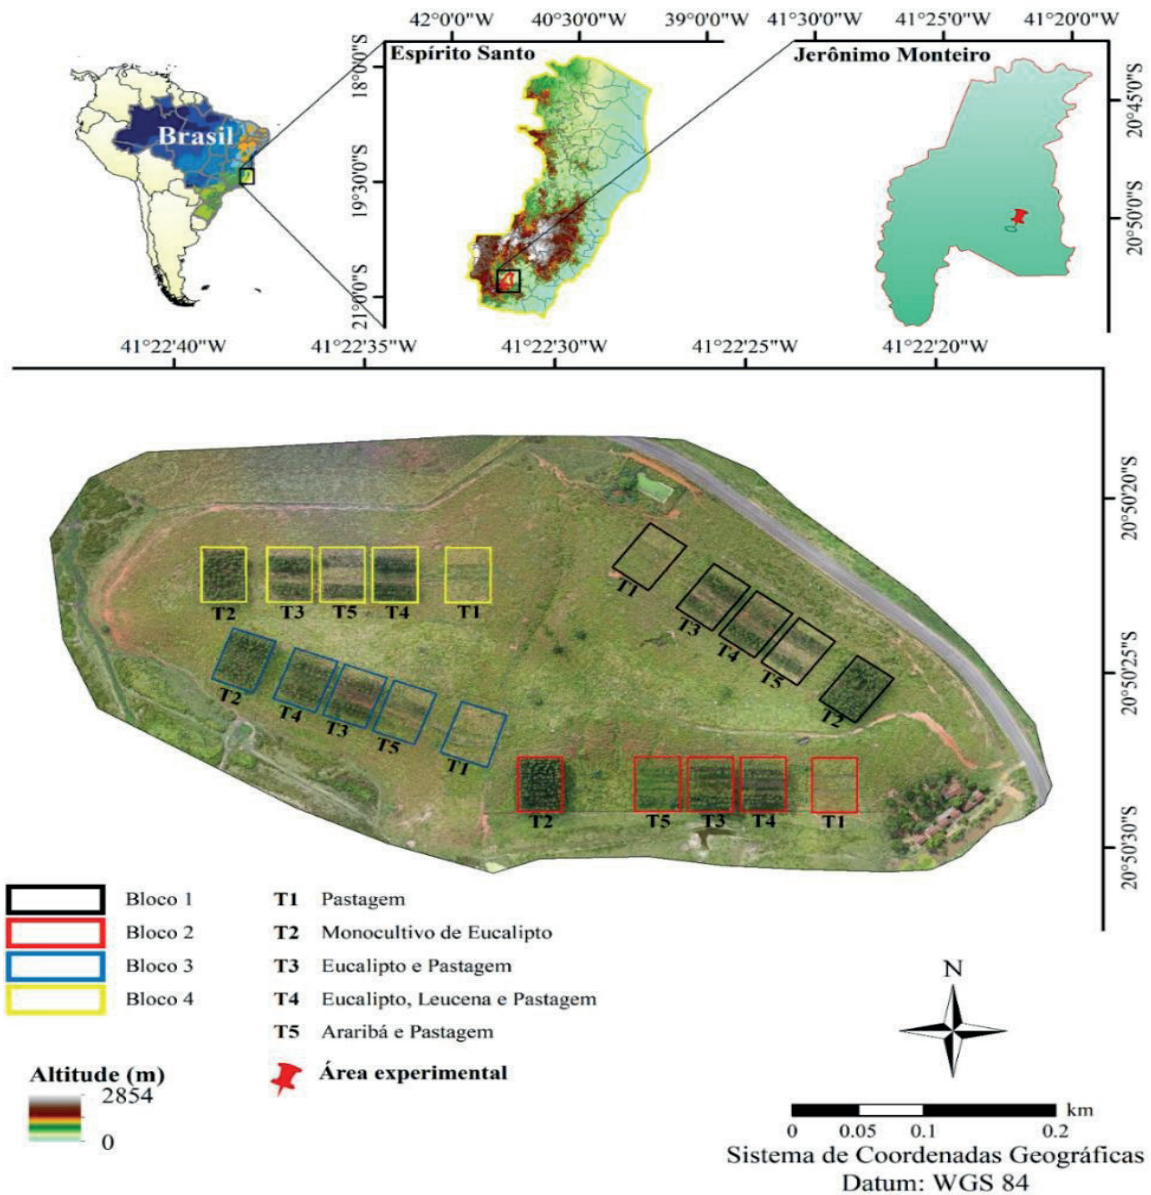 42°0'0"W 40°30'0"W 39°0'0"W 41°30'0"W 41°25'0"W 41°20'0"W
Espírito Santo
Jerônimo Monteiro
18°0'0"S
19°30'0"S
21°0'0"S
Brasil
20°45'0"S
20°50'0"S
41°22'40"W 41°22'35"W 41°22'30"W 41°22'25"W 41°22'20"W
20°50'20"S
20°50'25"S
20°50'30"S
T2 T3 T5 T4 T1
T1 T3 T4 T5 T2
T2 T4 T3 T5 T1
T2 T5 T3 T4 T1
Bloco 1
Bloco 2
Bloco 3
Bloco 4
T1 Pastagem
T2 Monocultivo de Eucalipto
T3 Eucalipto e Pastagem
T4 Eucalipto, Leucena e Pastagem
T5 Araribá e Pastagem
Área experimental
Altitude (m)
2854
0
N
km
0 0.05 0.1 0.2
Sistema de Coordenadas Geográficas
Datum: WGS 84